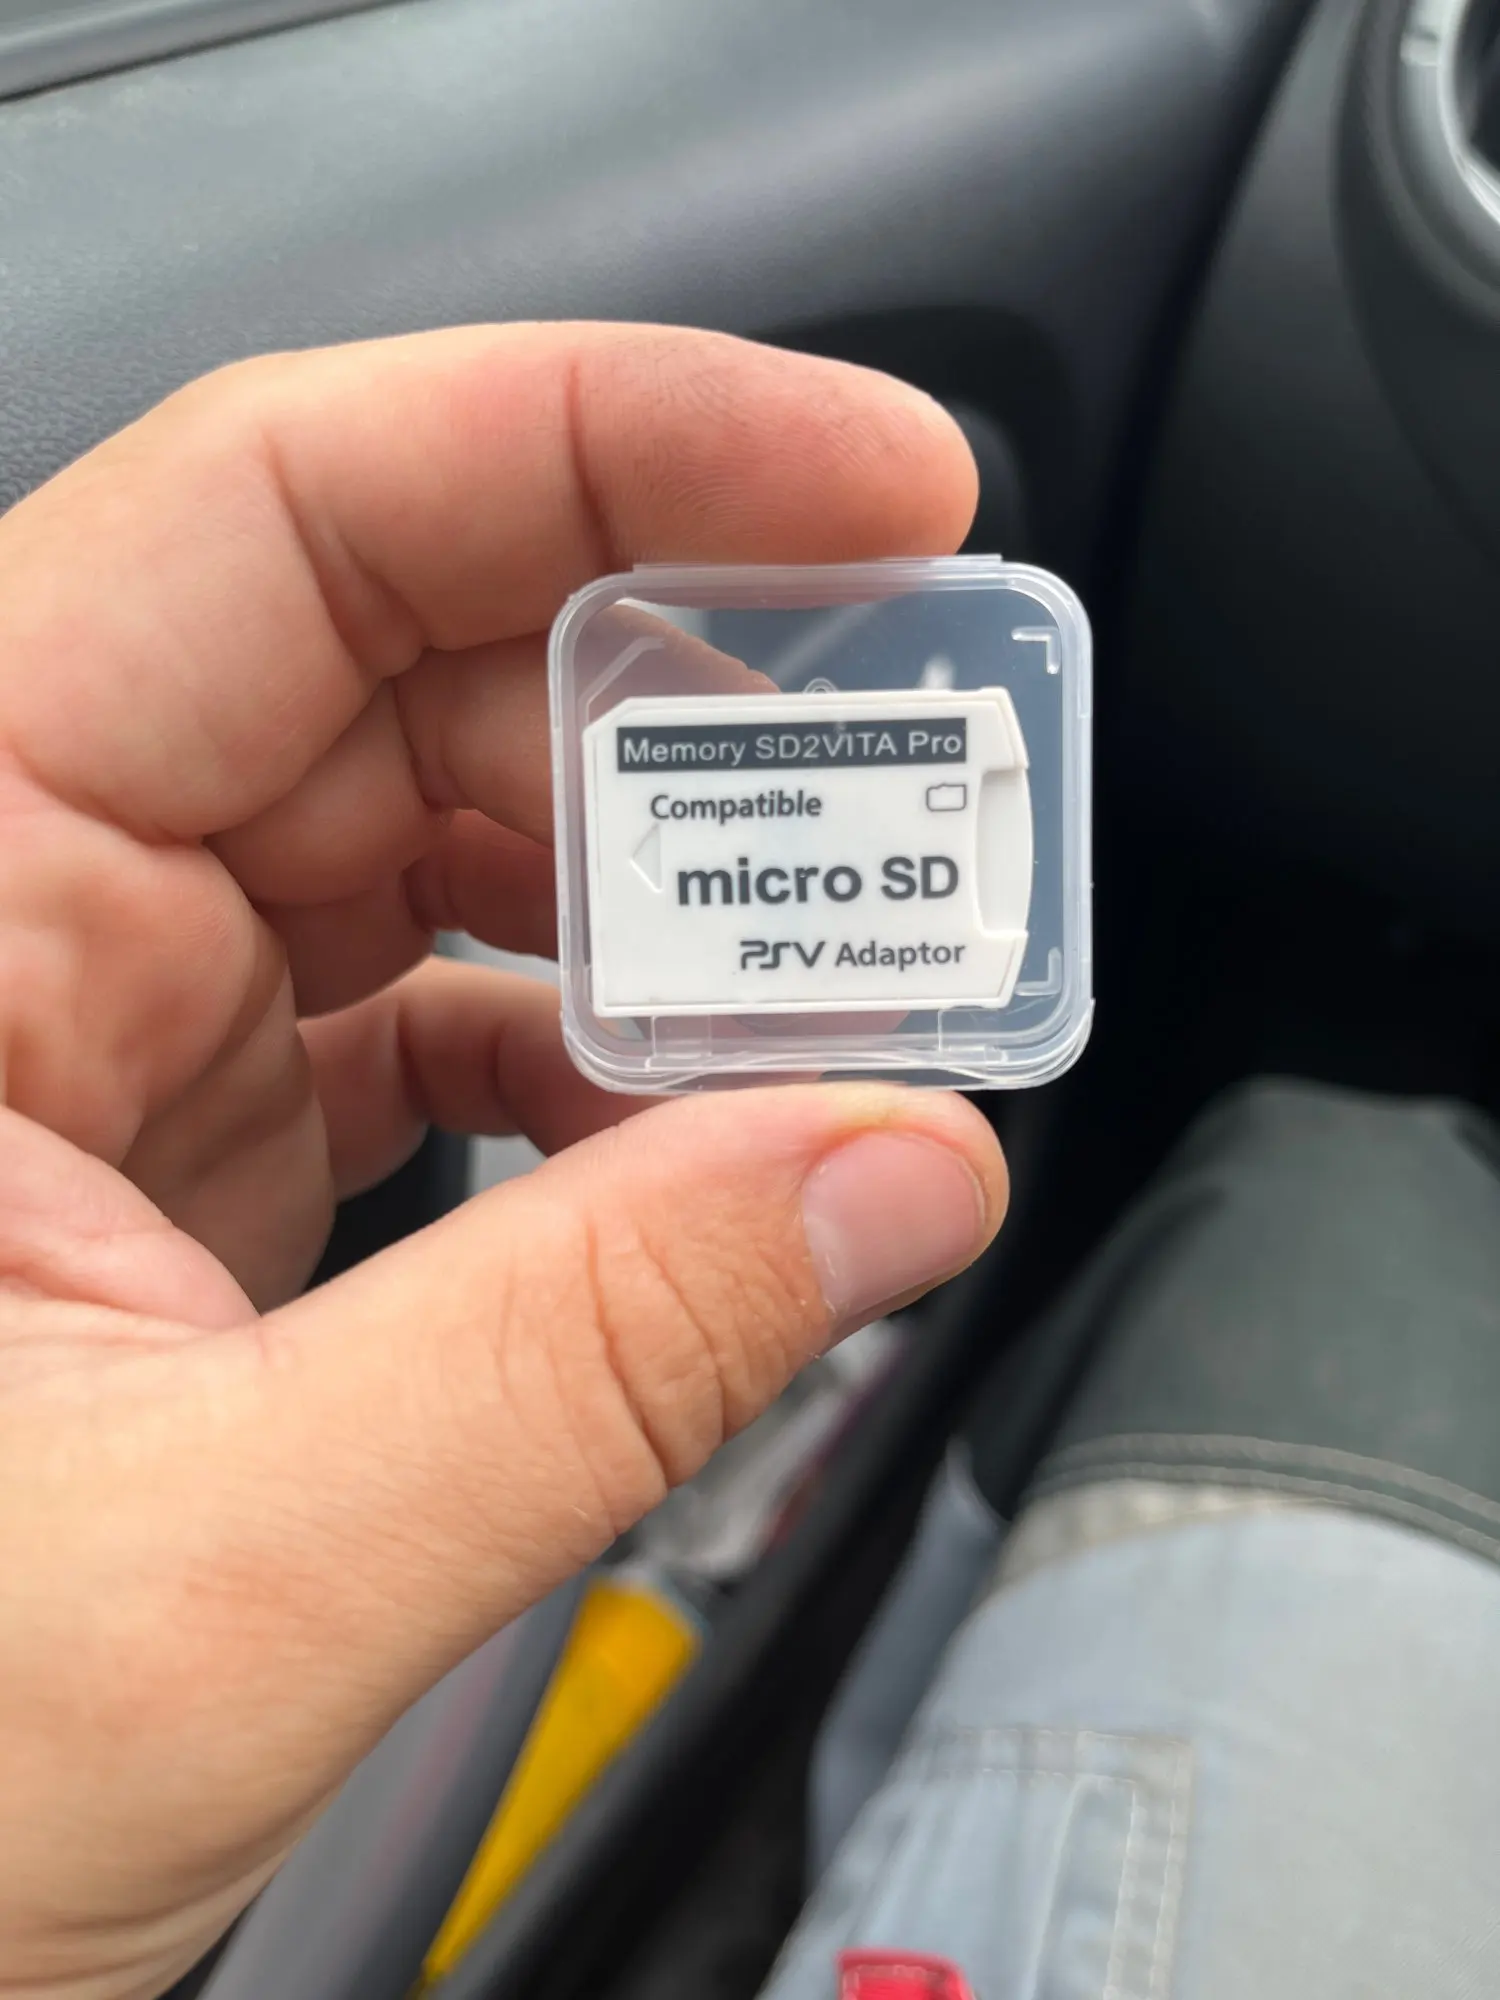 Memory SD2VITA Pro
Compatible
micro SD
PSV Adaptor